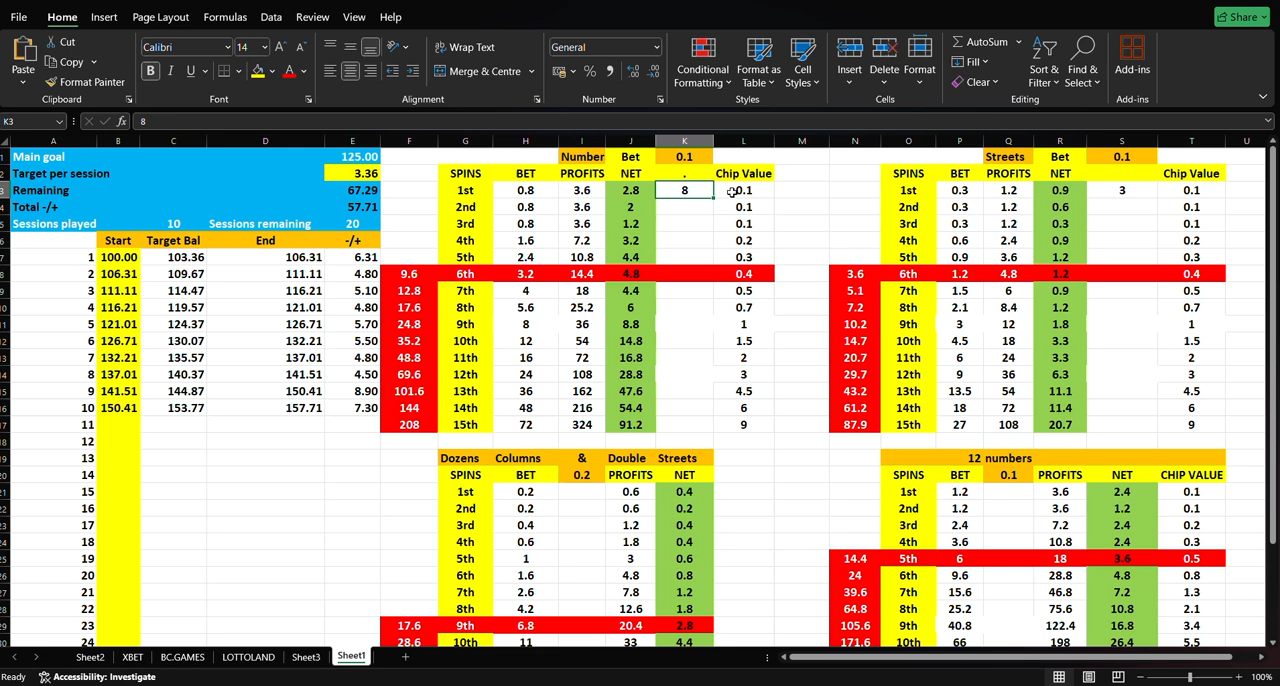 File Home Insert Page Layout Formulas Data Review View Help Share
Cut Calibri 14 A A Wrap Text General AutoSum
Paste Copy B I U A Merge & Centre % Conditional Formatting Format as Table Cell Styles Insert Delete Format Fill Sort & Filter Find & Select Add-ins
Format Painter Clear
Clipboard Font Alignment Number Styles Cells Editing Add-ins
K3 fx 8
A B C D E F G H I J K L M N O P Q R S T U
Main goal 125.00 Number Bet 0.1 Streets Bet 0.1
Target per session 3.36 SPINS BET PROFITS NET . Chip Value SPINS BET PROFITS NET Chip Value
Remaining 67.29 1st 0.8 3.6 2.8 8 0.1 1st 0.3 1.2 0.9 3 0.1
Total -/+ 57.71 2nd 0.8 3.6 2 0.1 2nd 0.3 1.2 0.6 0.1
Sessions played 10 Sessions remaining 20 3rd 0.8 3.6 1.2 0.1 3rd 0.3 1.2 0.3 0.1
Start Target Bal End -/+ 4th 1.6 7.2 3.2 0.2 4th 0.6 2.4 0.9 0.2
1 100.00 103.36 106.31 6.31 5th 2.4 10.8 4.4 0.3 5th 0.9 3.6 1.2 0.3
2 106.31 109.67 111.11 4.80 9.6 6th 3.2 14.4 4.8 0.4 3.6 6th 1.2 4.8 1.2 0.4
3 111.11 114.47 116.21 5.10 12.8 7th 4 18 4.4 0.5 5.1 7th 1.5 6 0.9 0.5
4 116.21 119.57 121.01 4.80 17.6 8th 5.6 25.2 6 0.7 7.2 8th 2.1 8.4 1.2 0.7
5 121.01 124.37 126.71 5.70 24.8 9th 8 36 8.8 1 10.2 9th 3 12 1.8 1
6 126.71 130.07 132.21 5.50 35.2 10th 12 54 14.8 1.5 14.7 10th 4.5 18 3.3 1.5
7 132.21 135.57 137.01 4.80 48.8 11th 16 72 16.8 2 20.7 11th 6 24 3.3 2
8 137.01 140.37 141.51 4.50 69.6 12th 24 108 28.8 3 29.7 12th 9 36 6.3 3
9 141.51 144.87 150.41 8.90 101.6 13th 36 162 47.6 4.5 43.2 13th 13.5 54 11.1 4.5
10 150.41 153.77 157.71 7.30 144 14th 48 216 54.4 6 61.2 14th 18 72 11.4 6
11 208 15th 72 324 91.2 9 87.9 15th 27 108 20.7 9
12
13 Dozens Columns & Double Streets 12 numbers
14 SPINS BET 0.2 PROFITS NET SPINS BET 0.1 PROFITS NET CHIP VALUE
15 1st 0.2 0.6 0.4 1st 1.2 3.6 2.4 0.1
16 2nd 0.2 0.6 0.2 2nd 1.2 3.6 1.2 0.1
17 3rd 0.4 1.2 0.4 3rd 2.4 7.2 2.4 0.2
18 4th 0.6 1.8 0.4 4th 3.6 10.8 2.4 0.3
19 5th 1 3 0.6 14.4 5th 6 18 3.6 0.5
20 6th 1.6 4.8 0.8 24 6th 9.6 28.8 4.8 0.8
21 7th 2.6 7.8 1.2 39.6 7th 15.6 46.8 7.2 1.3
22 8th 4.2 12.6 1.8 64.8 8th 25.2 75.6 10.8 2.1
23 17.6 9th 6.8 20.4 2.8 105.6 9th 40.8 122.4 16.8 3.4
24 28.6 10th 11 33 4.4 171.6 10th 66 198 26.4 5.5
Sheet2 XBET BC.GAMES LOTTOLAND Sheet3 Sheet1 +
Ready Accessibility: Investigate 100%